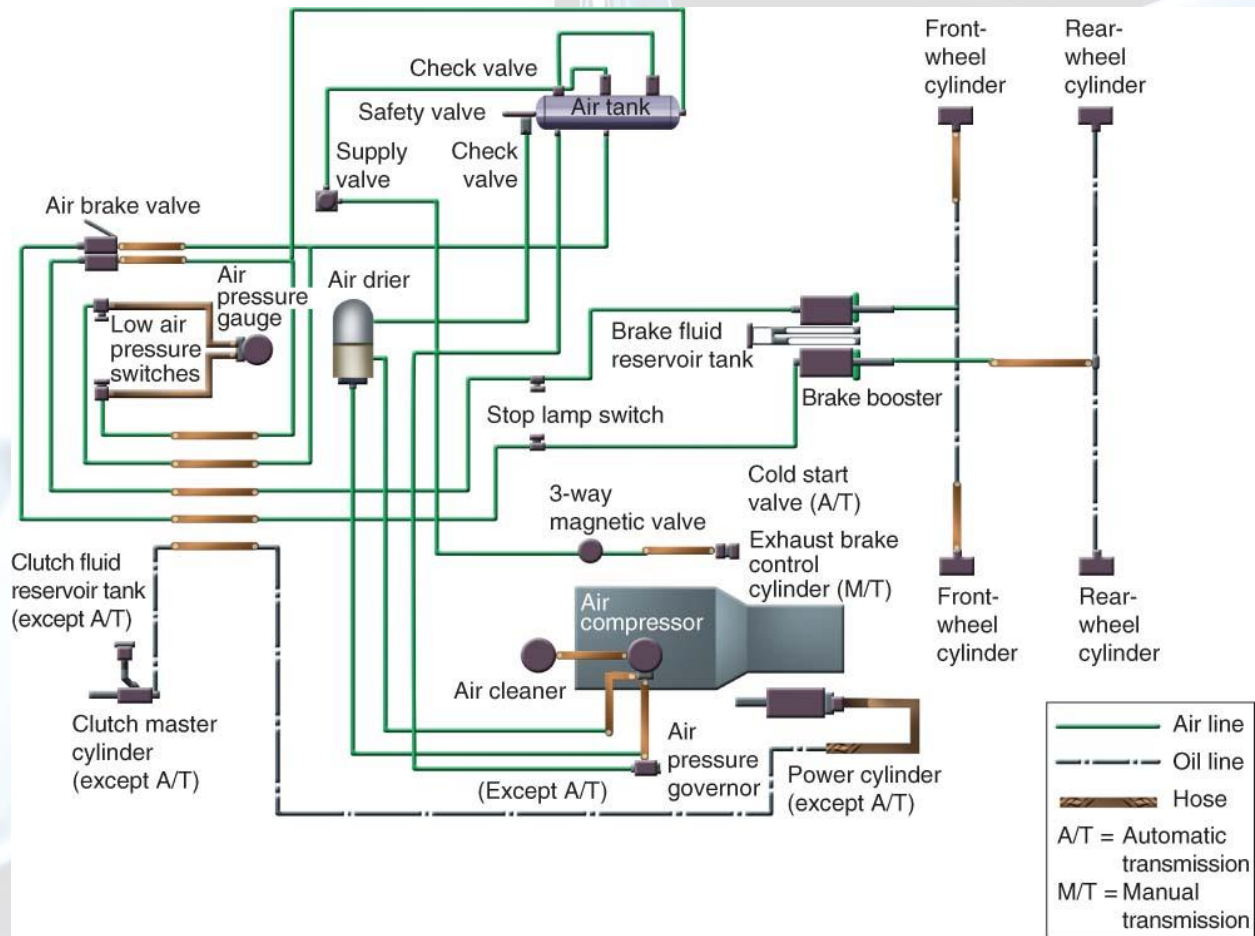 Front-
wheel
cylinder
Rear-
wheel
cylinder
Check valve
Air tank
Safety valve
Supply
valve
Check
valve
Air brake valve
Air
pressure
gauge
Air drier
Low air
pressure
switches
Brake fluid
reservoir tank
Brake booster
Stop lamp switch
Cold start
valve (A/T)
3-way
magnetic valve
Exhaust brake
control
cylinder (M/T)
Clutch fluid
reservoir tank
(except A/T)
Air
compressor
Front-
wheel
cylinder
Rear-
wheel
cylinder
Air cleaner
Clutch master
cylinder
(except A/T)
Air
pressure
governor
(Except A/T)
Power cylinder
(except A/T)
Air line
Oil line
Hose
A/T = Automatic
transmission
M/T = Manual
transmission